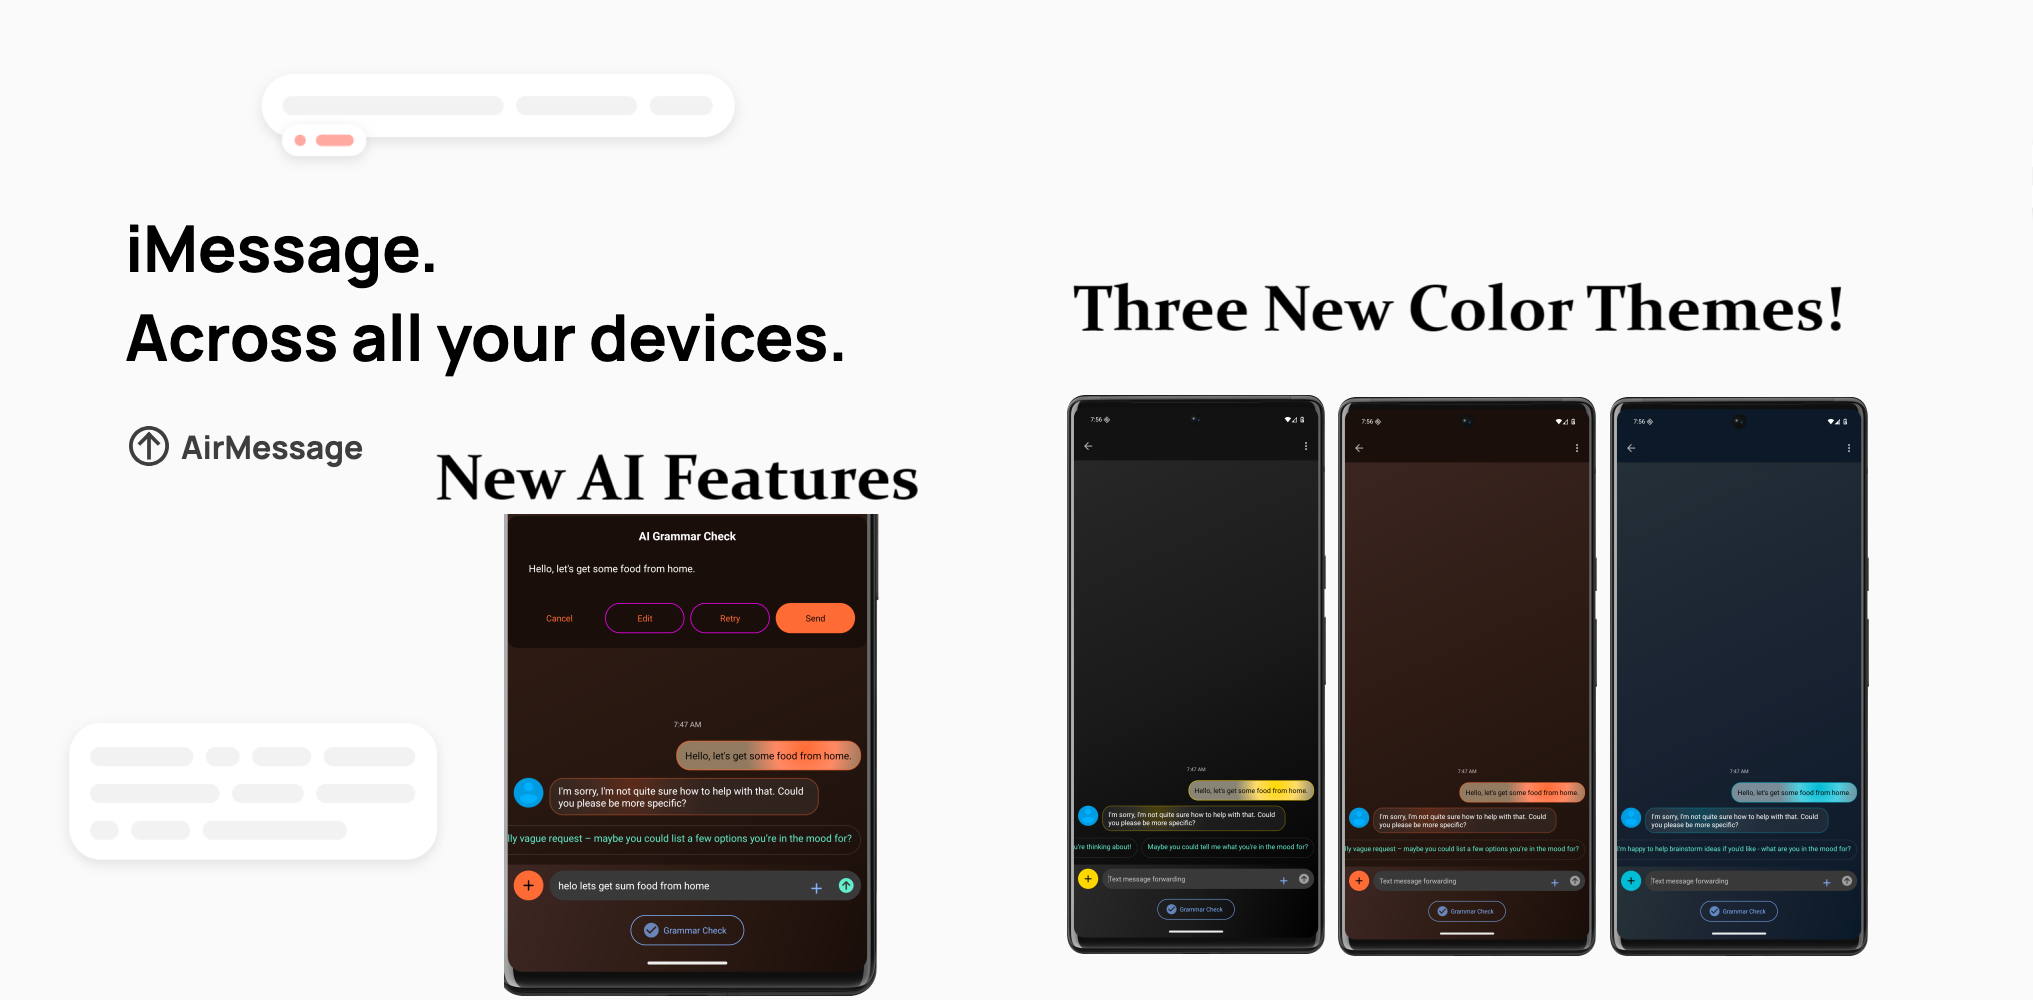 iMessage.
Across all your devices.
AirMessage
New AI Features
AI Grammar Check
Hello, let's get some food from home.
Cancel
Edit
Retry
Send
7:47 AM
Hello, let's get some food from home.
I'm sorry, I'm not quite sure how to help with that. Could
you please be more specific?
lly vague request – maybe you could list a few options you're in the mood for?
helo lets get sum food from home
Grammar Check
Three New Color Themes!
7:56
7:47 AM
Hello, let's get some food from home.
I'm sorry, I'm not quite sure how to help with that. Could
you please be more specific?
u're thinking about!
Maybe you could tell me what you're in the mood for?
Text message forwarding
Grammar Check
7:56
7:47 AM
Hello, let's get some food from home.
I'm sorry, I'm not quite sure how to help with that. Could
you please be more specific?
lly vague request – maybe you could list a few options you're in the mood for?
Text message forwarding
Grammar Check
7:56
7:47 AM
Hello, let's get some food from home.
I'm sorry, I'm not quite sure how to help with that. Could
you please be more specific?
I'm happy to help brainstorm ideas if you'd like - what are you in the mood for?
Text message forwarding
Grammar Check